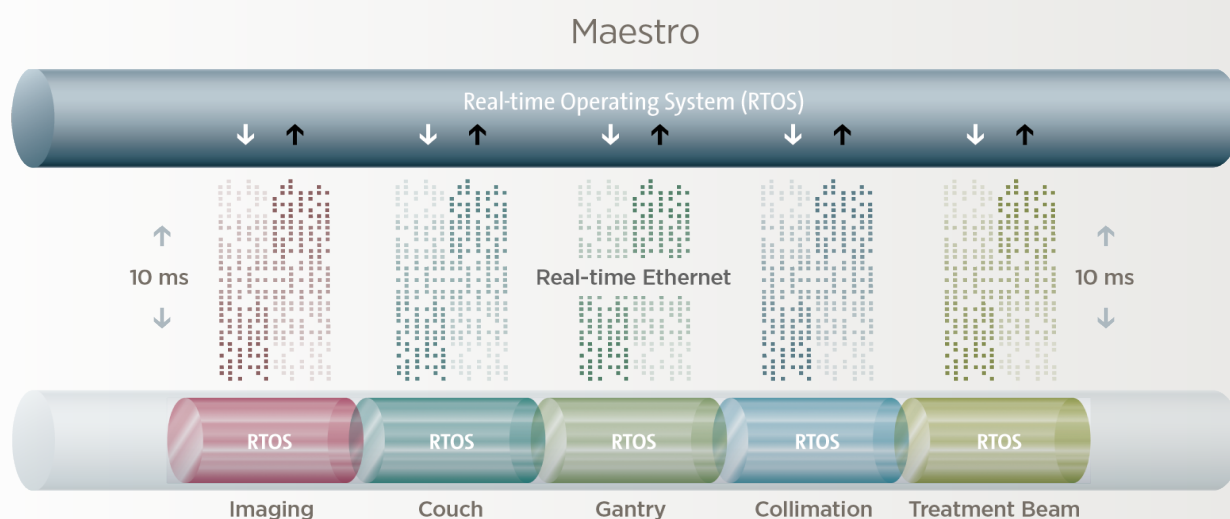 Maestro
Real-time Operating System (RTOS)
10 ms
Real-time Ethernet
10 ms
RTOS
RTOS
RTOS
RTOS
RTOS
Imaging
Couch
Gantry
Collimation
Treatment Beam